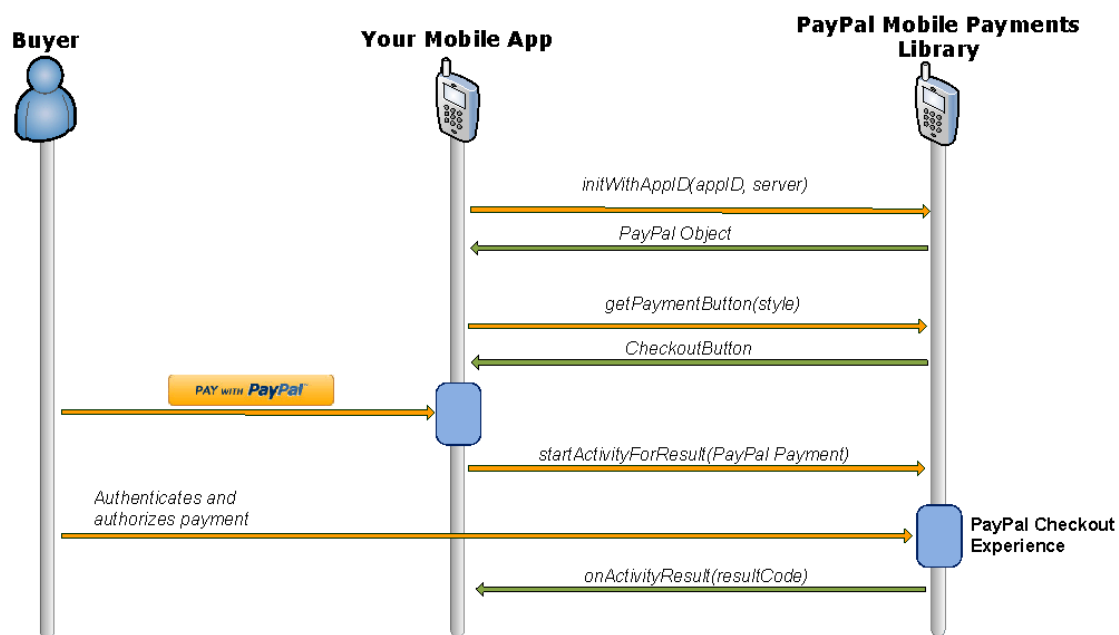 Buyer
Your Mobile App
PayPal Mobile Payments
Library
initWithAppID(appID, server)
PayPal Object
getPaymentButton(style)
CheckoutButton
PAY WITH PayPal™
startActivityForResult(PayPal Payment)
Authenticates and
authorizes payment
PayPal Checkout
Experience
onActivityResult(resultCode)